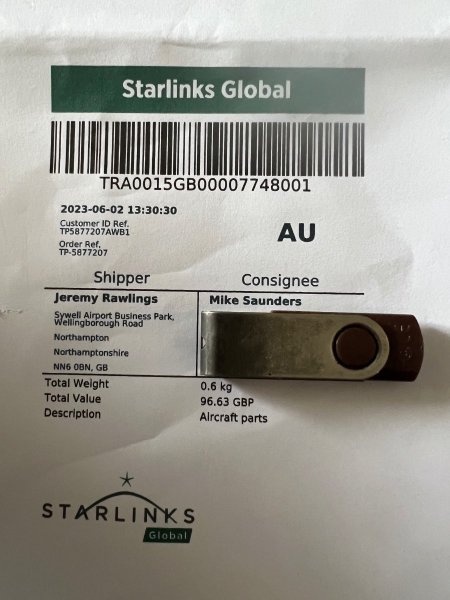 Starlinks Global
TRA0015GB00007748001
2023-06-02 13:30:30
Customer ID Ref.
TP5877207AWB1
Order Ref,
TP-5877207
AU
Shipper
Consignee
Jeremy Rawlings
Mike Saunders
Sywell Airport Business Park,
Wellingborough Road
Northampton
Northamptonshire
NN6 0BN, GB
Total Weight 0.6 kg
Total Value 96.63 GBP
Description Aircraft parts
STARLINKS
Global